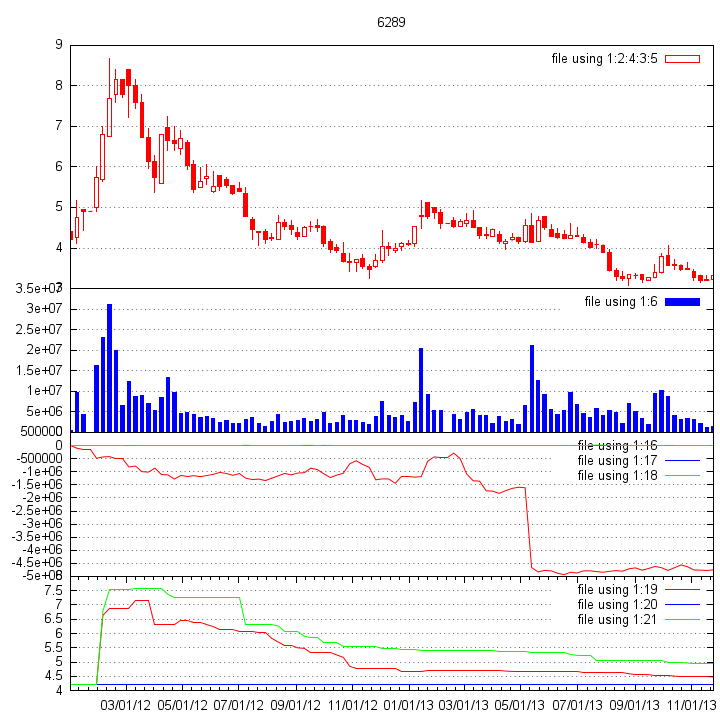 6289
9
file using 1:2:4:3:5
8
7
6
5
4
3
3.5e+07
file using 1:6
3e+07
2.5e+07
2e+07
1.5e+07
1e+07
5e+06
500000
0
file using 1:16
-500000
file using 1:17
-1e+06
file using 1:18
-1.5e+06
-2e+06
-2.5e+06
-3e+06
-3.5e+06
-4e+06
-4.5e+06
-5e+06
8
7.5
file using 1:19
7
file using 1:20
6.5
file using 1:21
6
5.5
5
4.5
4
03/01/12 05/01/12 07/01/12 09/01/12 11/01/12 01/01/13 03/01/13 05/01/13 07/01/13 09/01/13 11/01/13